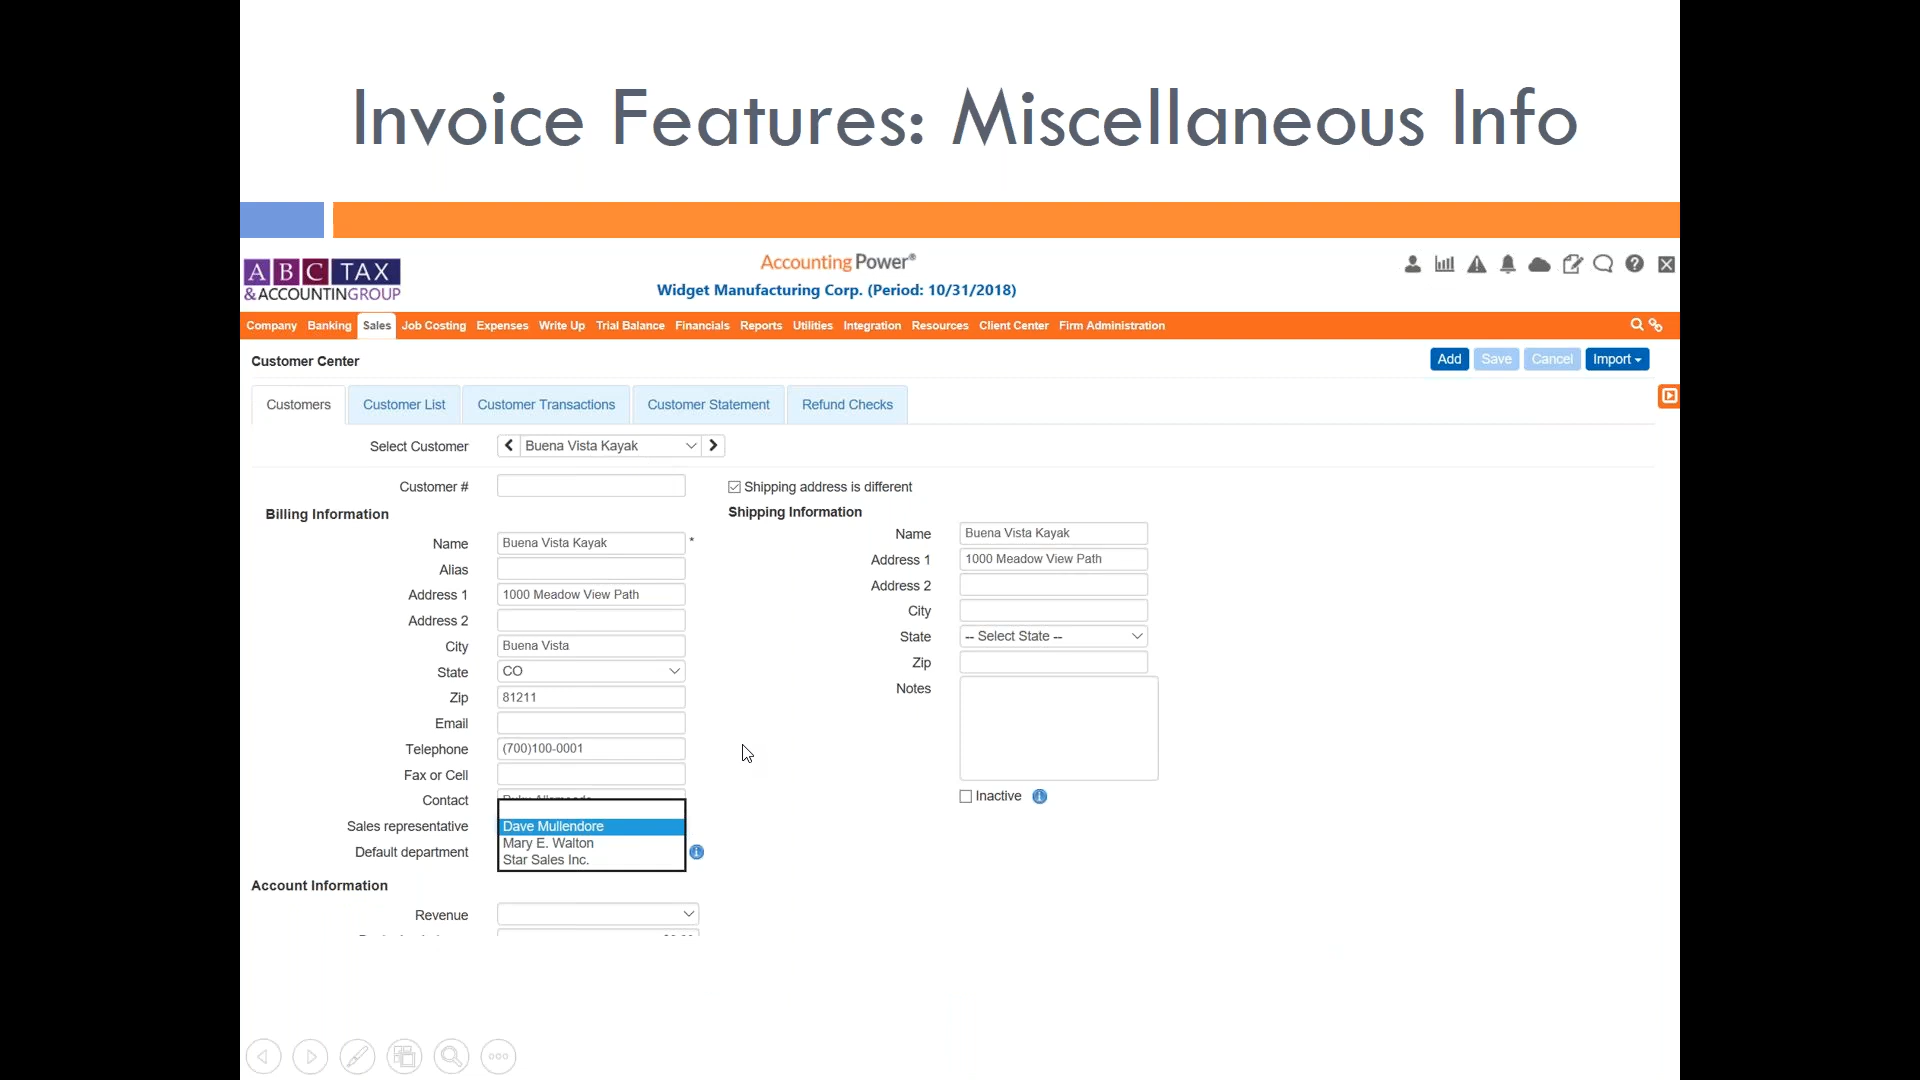 Invoice Features: Miscellaneous Info
ABC TAX
& ACCOUNTINGGROUP
Accounting Power®
Widget Manufacturing Corp. (Period: 10/31/2018)
Company Banking Sales Job Costing Expenses Write Up Trial Balance Financials Reports Utilities Integration Resources Client Center Firm Administration
Customer Center
Add Save Cancel Import
Customers Customer List Customer Transactions Customer Statement Refund Checks
Select Customer Buena Vista Kayak
Customer #
Shipping address is different
Billing Information
Shipping Information
Name Buena Vista Kayak *
Name Buena Vista Kayak
Alias
Address 1 1000 Meadow View Path
Address 1 1000 Meadow View Path
Address 2
Address 2
City Buena Vista
City
State CO
State -- Select State --
Zip 81211
Zip
Email
Notes
Telephone (700)100-0001
Fax or Cell
Contact
Inactive
Sales representative Dave Mullendore
Mary E. Walton
Default department
Star Sales Inc.
Account Information
Revenue